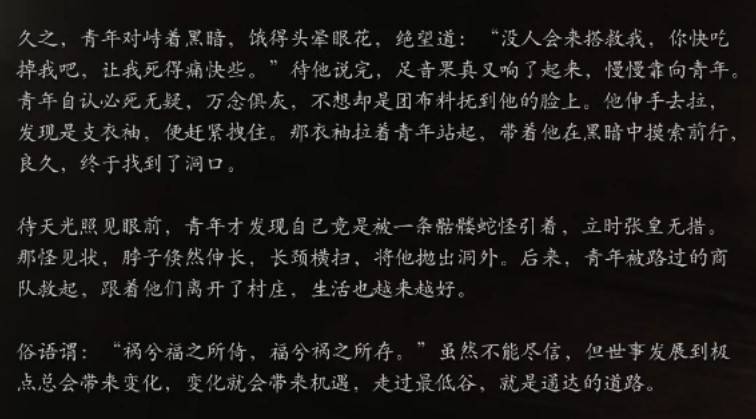 久之，青年对峙着黑暗，饿得头晕眼花，绝望道：“没人会来搭救我，你快吃
掉我吧，让我死得痛快些。”待他说完，足音果真又响了起来，慢慢靠向青年。
青年自认必死无疑，万念俱灰，不想却是团布料抚到他的脸上。他伸手去拉，
发现是支衣袖，便赶紧拽住。那衣袖拉着青年站起，带着他在黑暗中摸索前行，
良久，终于找到了洞口。
待天光照见眼前，青年才发现自己竟是被一条骷髅蛇怪引着，立时张皇无措。
那怪见状，脖子倏然伸长，长颈横扫，将他抛出洞外。后来，青年被路过的商
队救起，跟着他们离开了村庄，生活也越来越好。
俗语谓：“祸兮福之所倚，福兮祸之所存。”虽然不能尽信，但世事发展到极
点总会带来变化，变化就会带来机遇，走过最低谷，就是通达的道路。